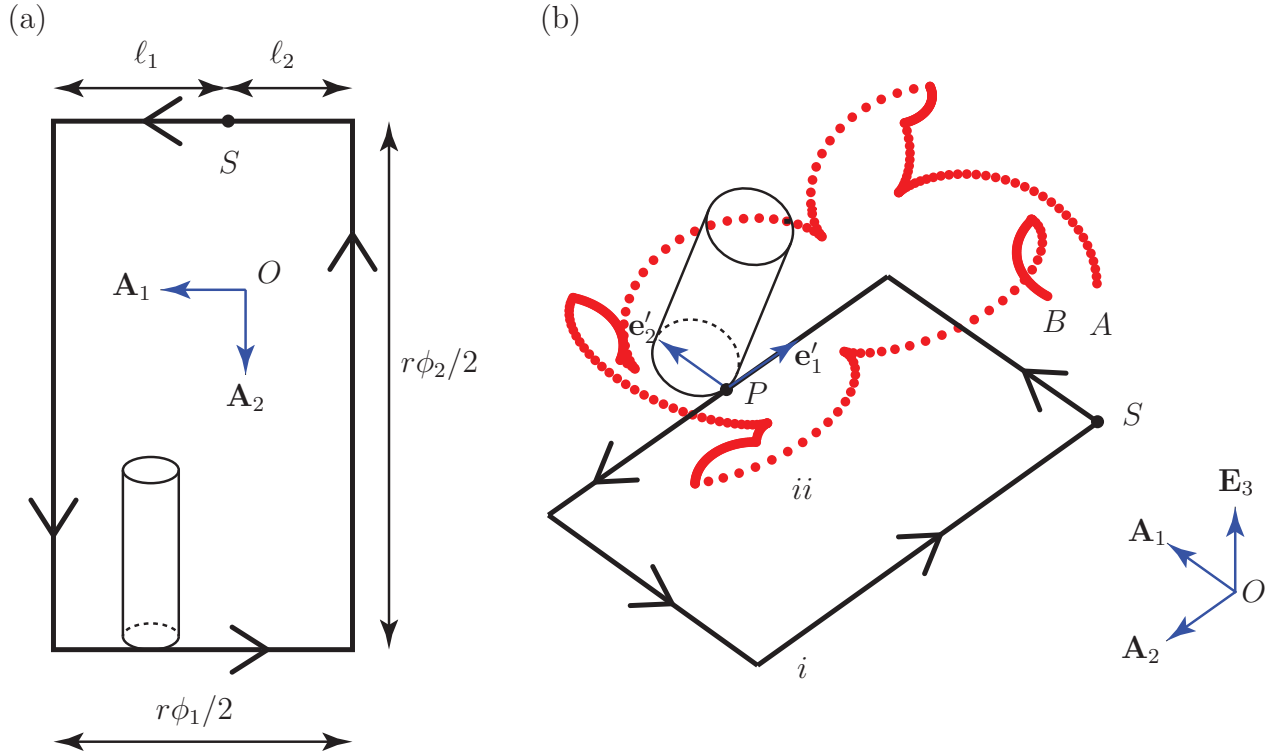 (a)
(b)
ℓ₁
ℓ₂
S
O
A₁
A₂
rϕ₂/2
rϕ₁/2
e′₂
e′₁
P
B
A
S
ii
i
E₃
A₁
O
A₂